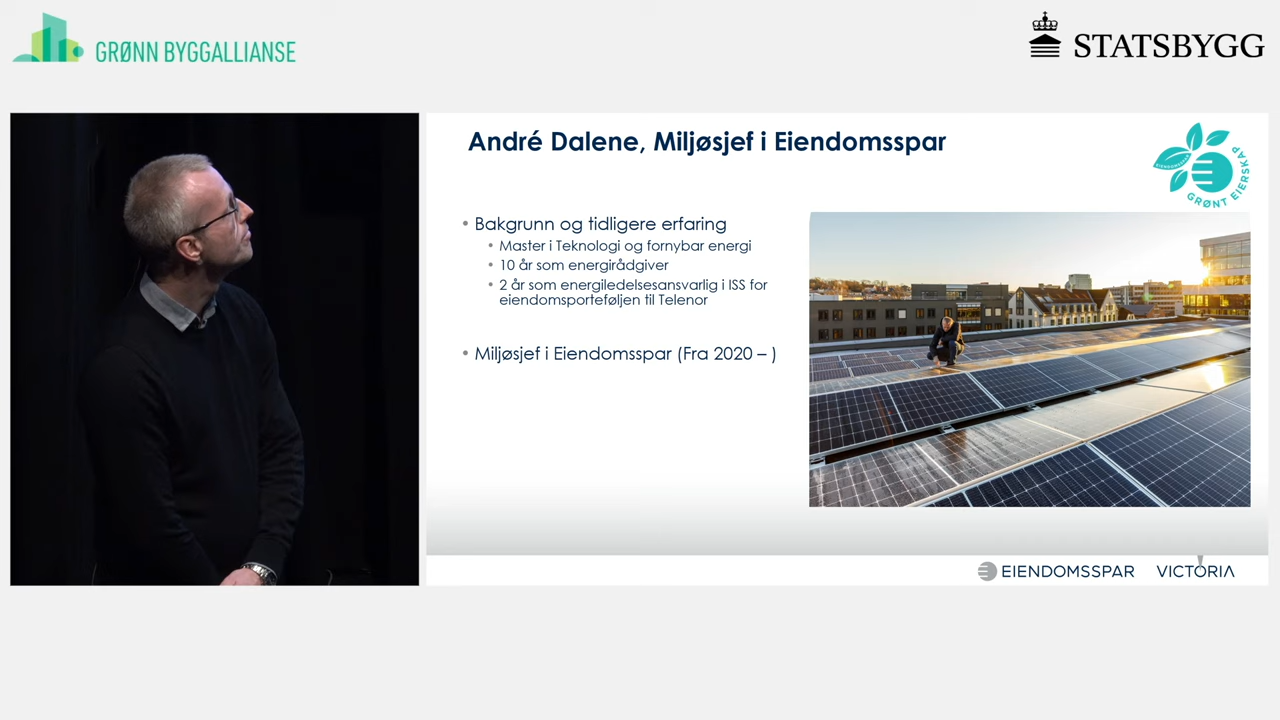 GRØNN BYGGALLIANSE
STATSBYGG
André Dalene, Miljøsjef i Eiendomsspar
EIENDOMSSPAR
GRØNT EIERSKAP
• Bakgrunn og tidligere erfaring
• Master i Teknologi og fornybar energi
• 10 år som energirådgiver
• 2 år som energiledelsesansvarlig i ISS for
eiendomsporteføljen til Telenor
• Miljøsjef i Eiendomsspar (Fra 2020 – )
EIENDOMSSPAR
VICTORIA